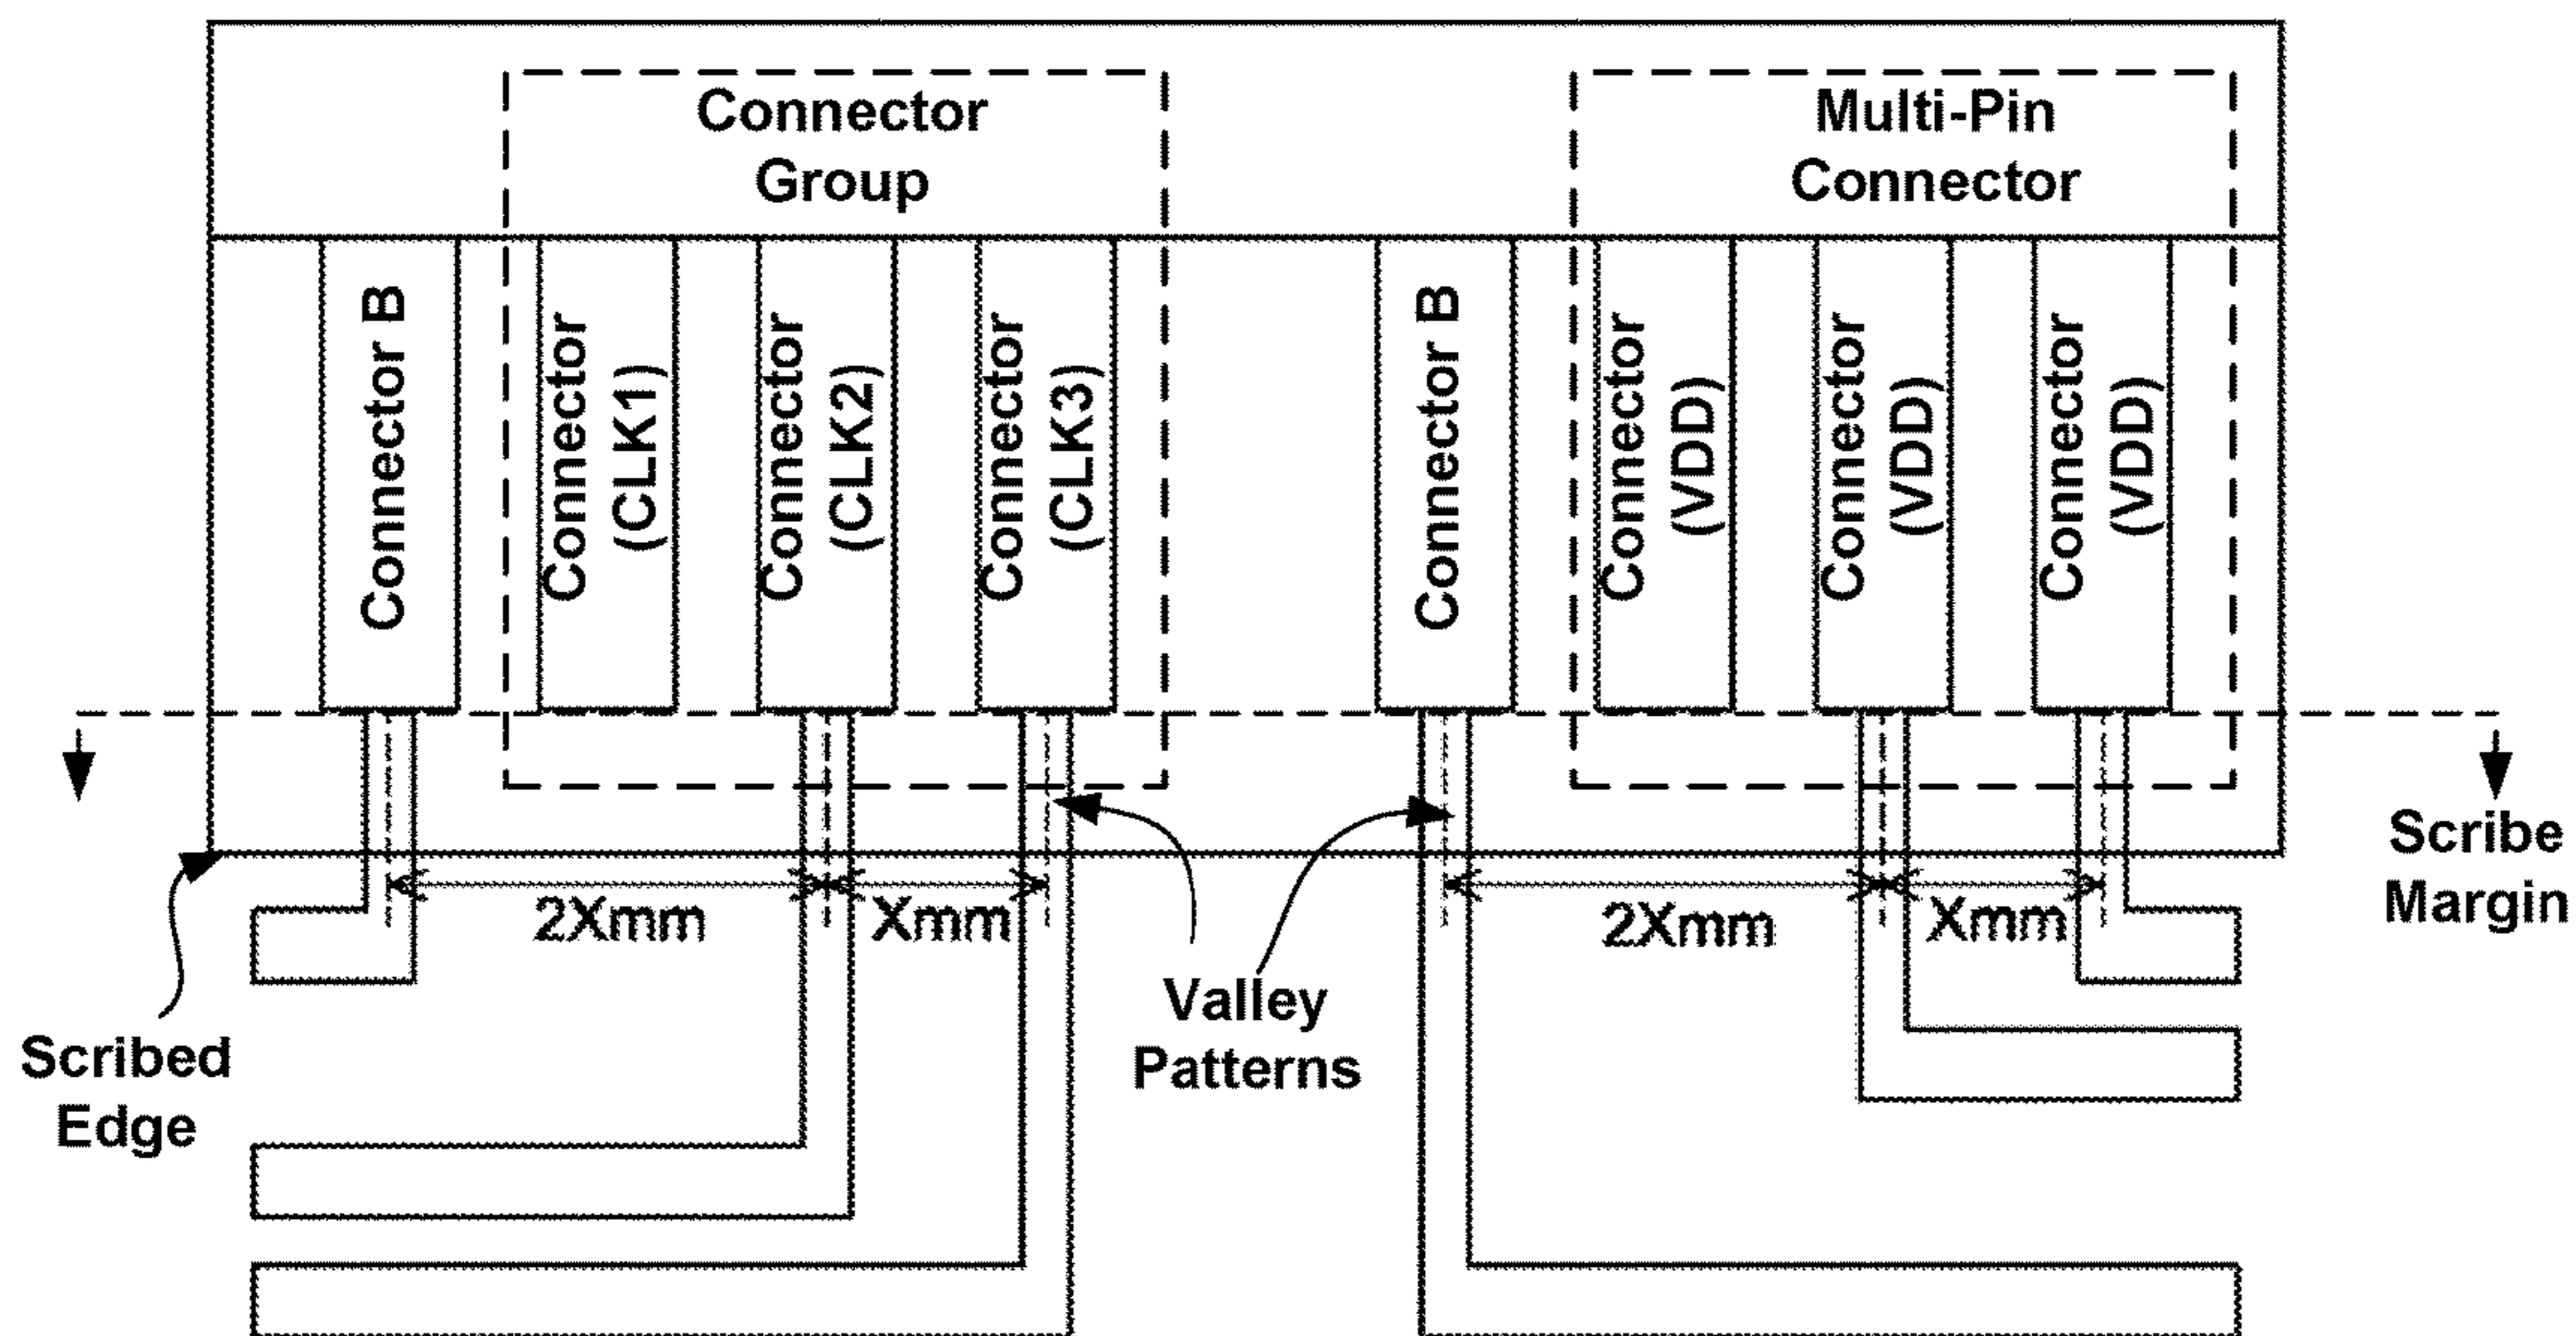 Connector
Group
Multi-Pin
Connector
Connector B
Connector
(CLK1)
Connector
(CLK2)
Connector
(CLK3)
Connector B
Connector
(VDD)
Connector
(VDD)
Connector
(VDD)
Scribe
Margin
2Xmm
Xmm
2Xmm
Xmm
Valley
Patterns
Scribed
Edge